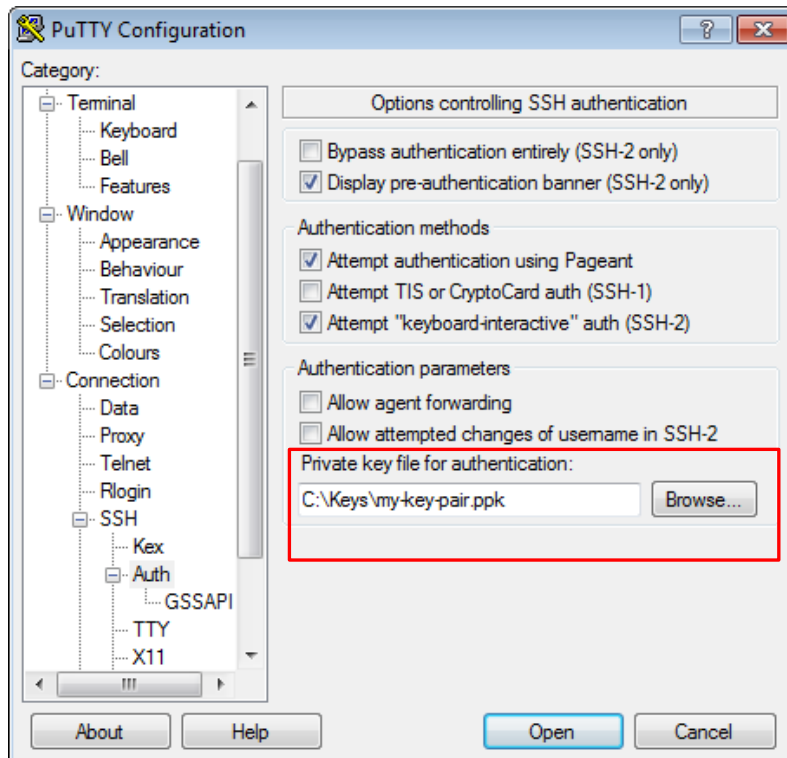 PuTTY Configuration
Category:
Terminal
Keyboard
Bell
Features
Window
Appearance
Behaviour
Translation
Selection
Colours
Connection
Data
Proxy
Telnet
Rlogin
SSH
Kex
Auth
GSSAPI
TTY
X11
Options controlling SSH authentication
Bypass authentication entirely (SSH-2 only)
Display pre-authentication banner (SSH-2 only)
Authentication methods
Attempt authentication using Pageant
Attempt TIS or CryptoCard auth (SSH-1)
Attempt "keyboard-interactive" auth (SSH-2)
Authentication parameters
Allow agent forwarding
Allow attempted changes of username in SSH-2
Private key file for authentication:
C:\Keys\my-key-pair.ppk Browse...
About Help Open Cancel